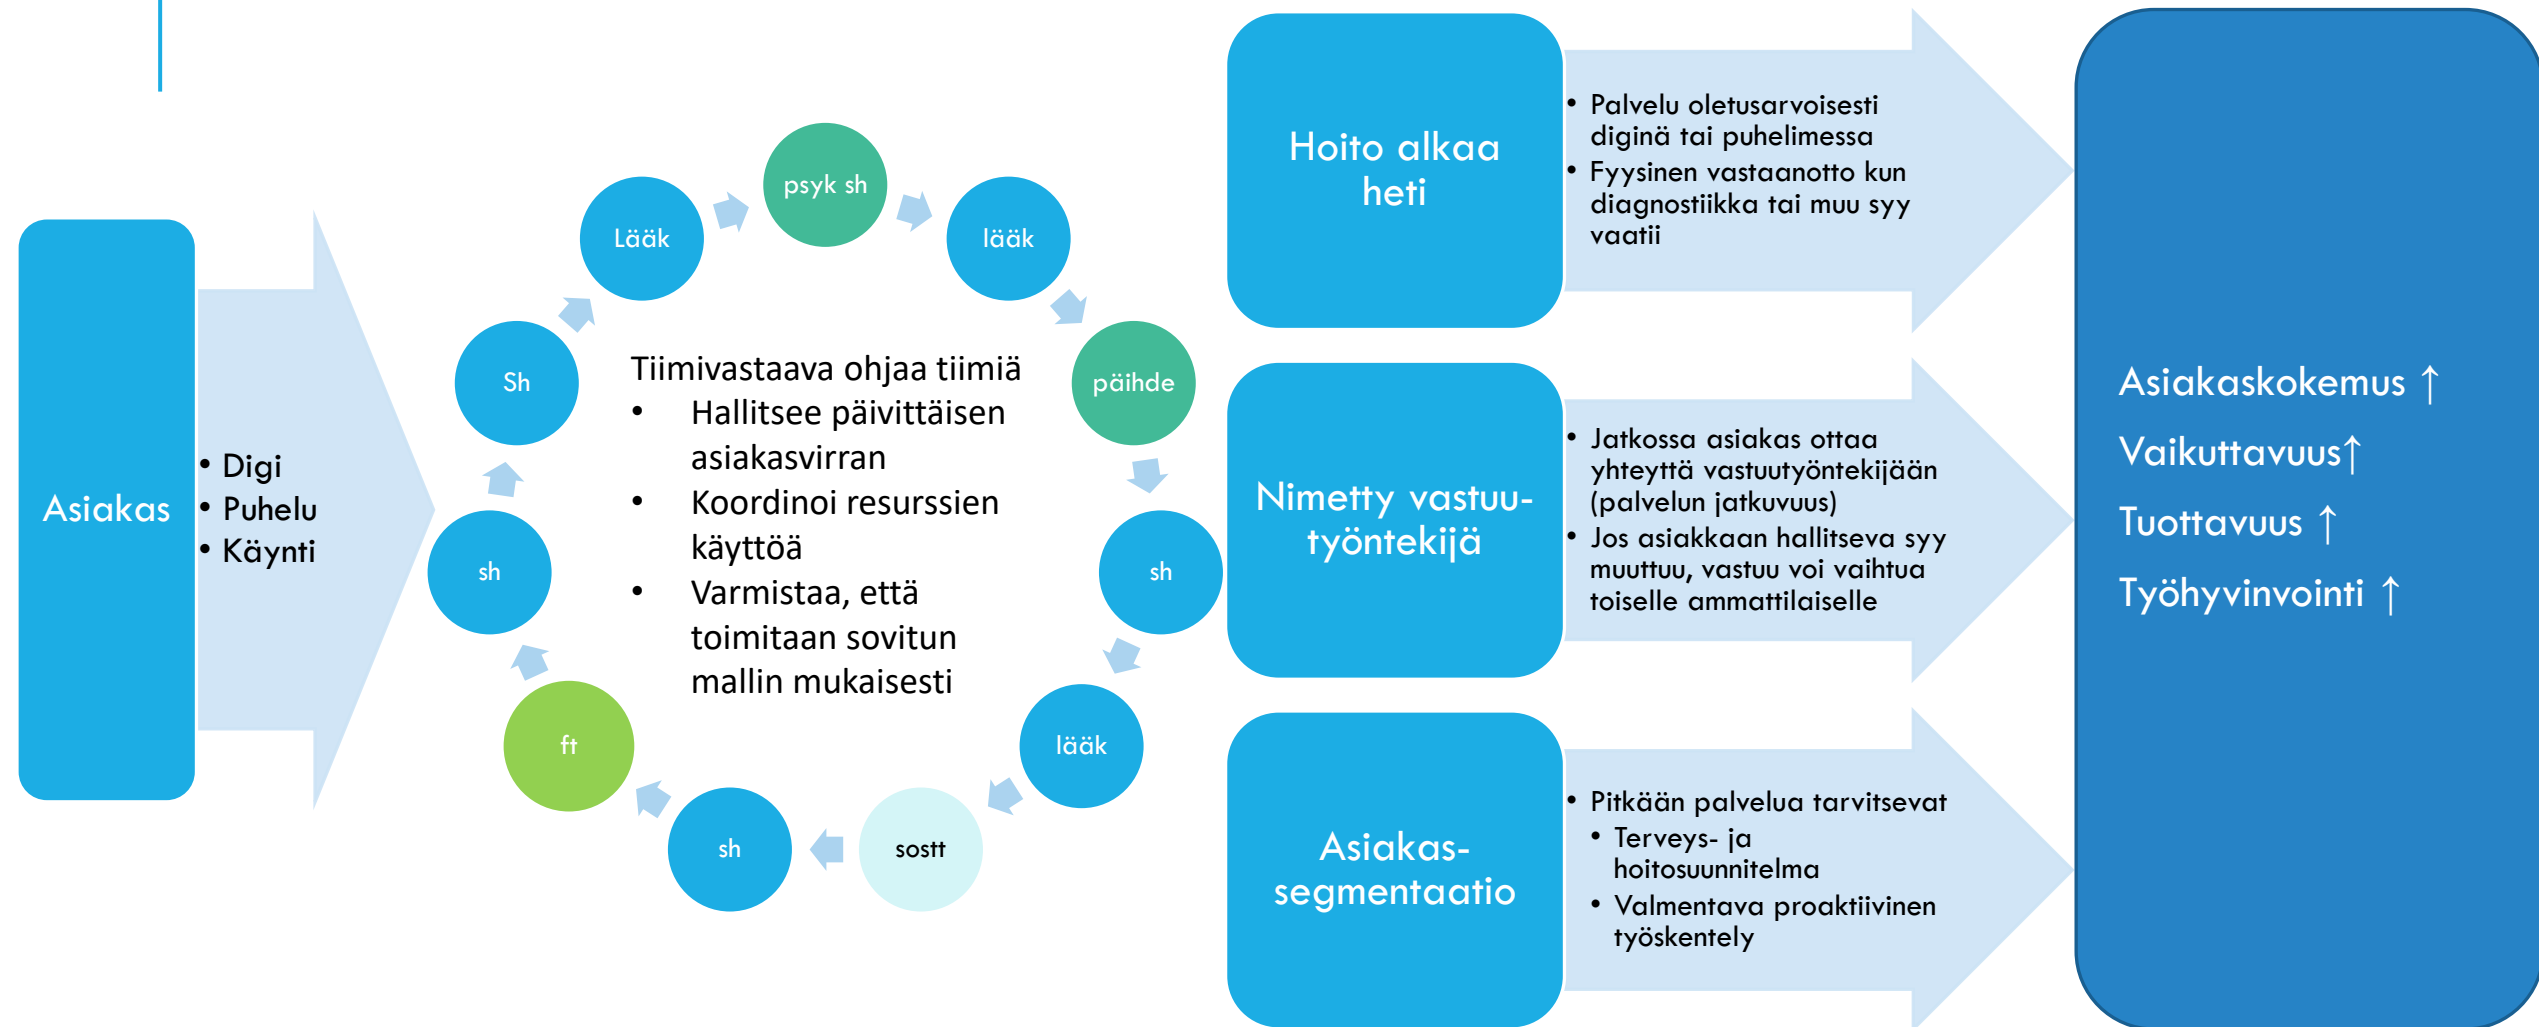 Asiakas
• Digi
• Puhelu
• Käynti
psyk sh
lääk
päihde
sh
lääk
sostt
sh
ft
sh
Sh
Lääk
Tiimivastaava ohjaa tiimiä
• Hallitsee päivittäisen
asiakasvirran
• Koordinoi resurssien
käyttöä
• Varmistaa, että
toimitaan sovitun
mallin mukaisesti
Hoito alkaa
heti
• Palvelu oletusarvoisesti
diginä tai puhelimessa
• Fyysinen vastaanotto kun
diagnostiikka tai muu syy
vaatii
Nimetty vastuu-
työntekijä
• Jatkossa asiakas ottaa
yhteyttä vastuutyöntekijään
(palvelun jatkuvuus)
• Jos asiakkaan hallitseva syy
muuttuu, vastuu voi vaihtua
toiselle ammattilaiselle
Asiakas-
segmentaatio
• Pitkään palvelua tarvitsevat
• Terveys- ja
hoitosuunnitelma
• Valmentava proaktiivinen
työskentely
Asiakaskokemus ↑
Vaikuttavuus↑
Tuottavuus ↑
Työhyvinvointi ↑